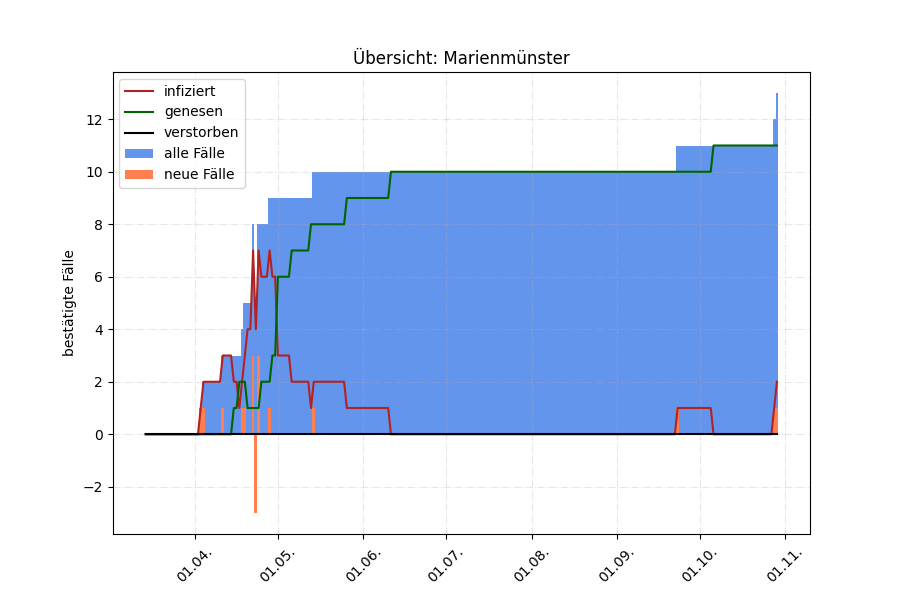 Übersicht: Marienmünster
infiziert
genesen
verstorben
alle Fälle
neue Fälle
bestätigte Fälle
12
10
8
6
4
2
0
−2
01.04.
01.05.
01.06.
01.07.
01.08.
01.09.
01.10.
01.11.